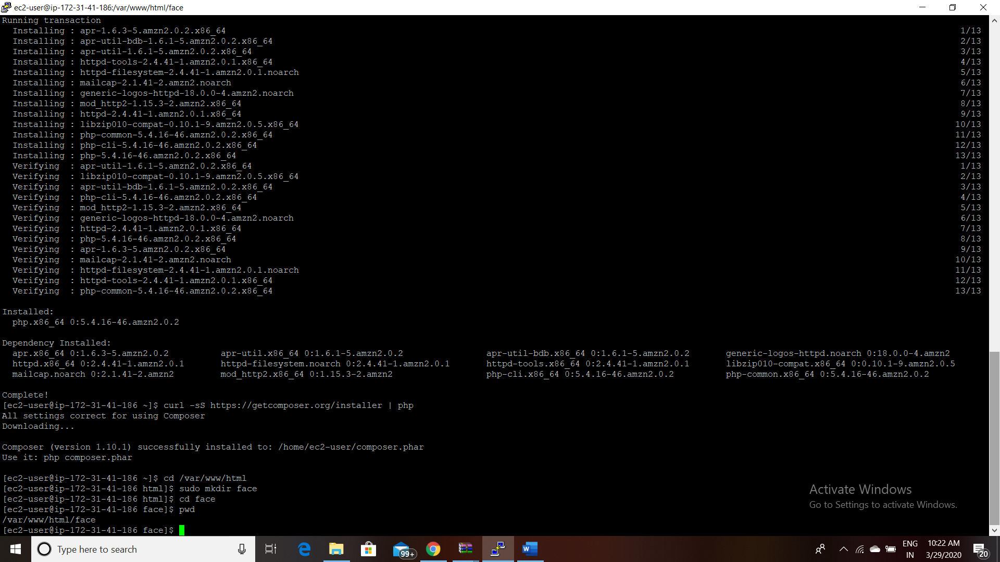 ec2-user@ip-172-31-41-186:/var/www/html/face
Running transaction
  Installing : apr-1.6.3-5.amzn2.0.2.x86_64 1/13
  Installing : apr-util-bdb-1.6.1-5.amzn2.0.2.x86_64 2/13
  Installing : apr-util-1.6.1-5.amzn2.0.2.x86_64 3/13
  Installing : httpd-tools-2.4.41-1.amzn2.0.1.x86_64 4/13
  Installing : httpd-filesystem-2.4.41-1.amzn2.0.1.noarch 5/13
  Installing : mailcap-2.1.41-2.amzn2.noarch 6/13
  Installing : generic-logos-httpd-18.0.0-4.amzn2.noarch 7/13
  Installing : mod_http2-1.15.3-2.amzn2.x86_64 8/13
  Installing : httpd-2.4.41-1.amzn2.0.1.x86_64 9/13
  Installing : libzip010-compat-0.10.1-9.amzn2.0.5.x86_64 10/13
  Installing : php-common-5.4.16-46.amzn2.0.2.x86_64 11/13
  Installing : php-cli-5.4.16-46.amzn2.0.2.x86_64 12/13
  Installing : php-5.4.16-46.amzn2.0.2.x86_64 13/13
  Verifying  : apr-util-1.6.1-5.amzn2.0.2.x86_64 1/13
  Verifying  : libzip010-compat-0.10.1-9.amzn2.0.5.x86_64 2/13
  Verifying  : apr-util-bdb-1.6.1-5.amzn2.0.2.x86_64 3/13
  Verifying  : php-cli-5.4.16-46.amzn2.0.2.x86_64 4/13
  Verifying  : mod_http2-1.15.3-2.amzn2.x86_64 5/13
  Verifying  : generic-logos-httpd-18.0.0-4.amzn2.noarch 6/13
  Verifying  : httpd-2.4.41-1.amzn2.0.1.x86_64 7/13
  Verifying  : php-5.4.16-46.amzn2.0.2.x86_64 8/13
  Verifying  : apr-1.6.3-5.amzn2.0.2.x86_64 9/13
  Verifying  : mailcap-2.1.41-2.amzn2.noarch 10/13
  Verifying  : httpd-filesystem-2.4.41-1.amzn2.0.1.noarch 11/13
  Verifying  : httpd-tools-2.4.41-1.amzn2.0.1.x86_64 12/13
  Verifying  : php-common-5.4.16-46.amzn2.0.2.x86_64 13/13
Installed:
  php.x86_64 0:5.4.16-46.amzn2.0.2
Dependency Installed:
  apr.x86_64 0:1.6.3-5.amzn2.0.2 apr-util.x86_64 0:1.6.1-5.amzn2.0.2 apr-util-bdb.x86_64 0:1.6.1-5.amzn2.0.2 generic-logos-httpd.noarch 0:18.0.0-4.amzn2
  httpd.x86_64 0:2.4.41-1.amzn2.0.1 httpd-filesystem.noarch 0:2.4.41-1.amzn2.0.1 httpd-tools.x86_64 0:2.4.41-1.amzn2.0.1 libzip010-compat.x86_64 0:0.10.1-9.amzn2.0.5
  mailcap.noarch 0:2.1.41-2.amzn2 mod_http2.x86_64 0:1.15.3-2.amzn2 php-cli.x86_64 0:5.4.16-46.amzn2.0.2 php-common.x86_64 0:5.4.16-46.amzn2.0.2
Complete!
[ec2-user@ip-172-31-41-186 ~]$ curl -sS https://getcomposer.org/installer | php
All settings correct for using Composer
Downloading...
Composer (version 1.10.1) successfully installed to: /home/ec2-user/composer.phar
Use it: php composer.phar
[ec2-user@ip-172-31-41-186 ~]$ cd /var/www/html
[ec2-user@ip-172-31-41-186 html]$ sudo mkdir face
[ec2-user@ip-172-31-41-186 html]$ cd face
[ec2-user@ip-172-31-41-186 face]$ pwd
/var/www/html/face
[ec2-user@ip-172-31-41-186 face]$
Activate Windows
Go to Settings to activate Windows.
Type here to search
99+
W
ENG
IN
10:22 AM
3/29/2020
20